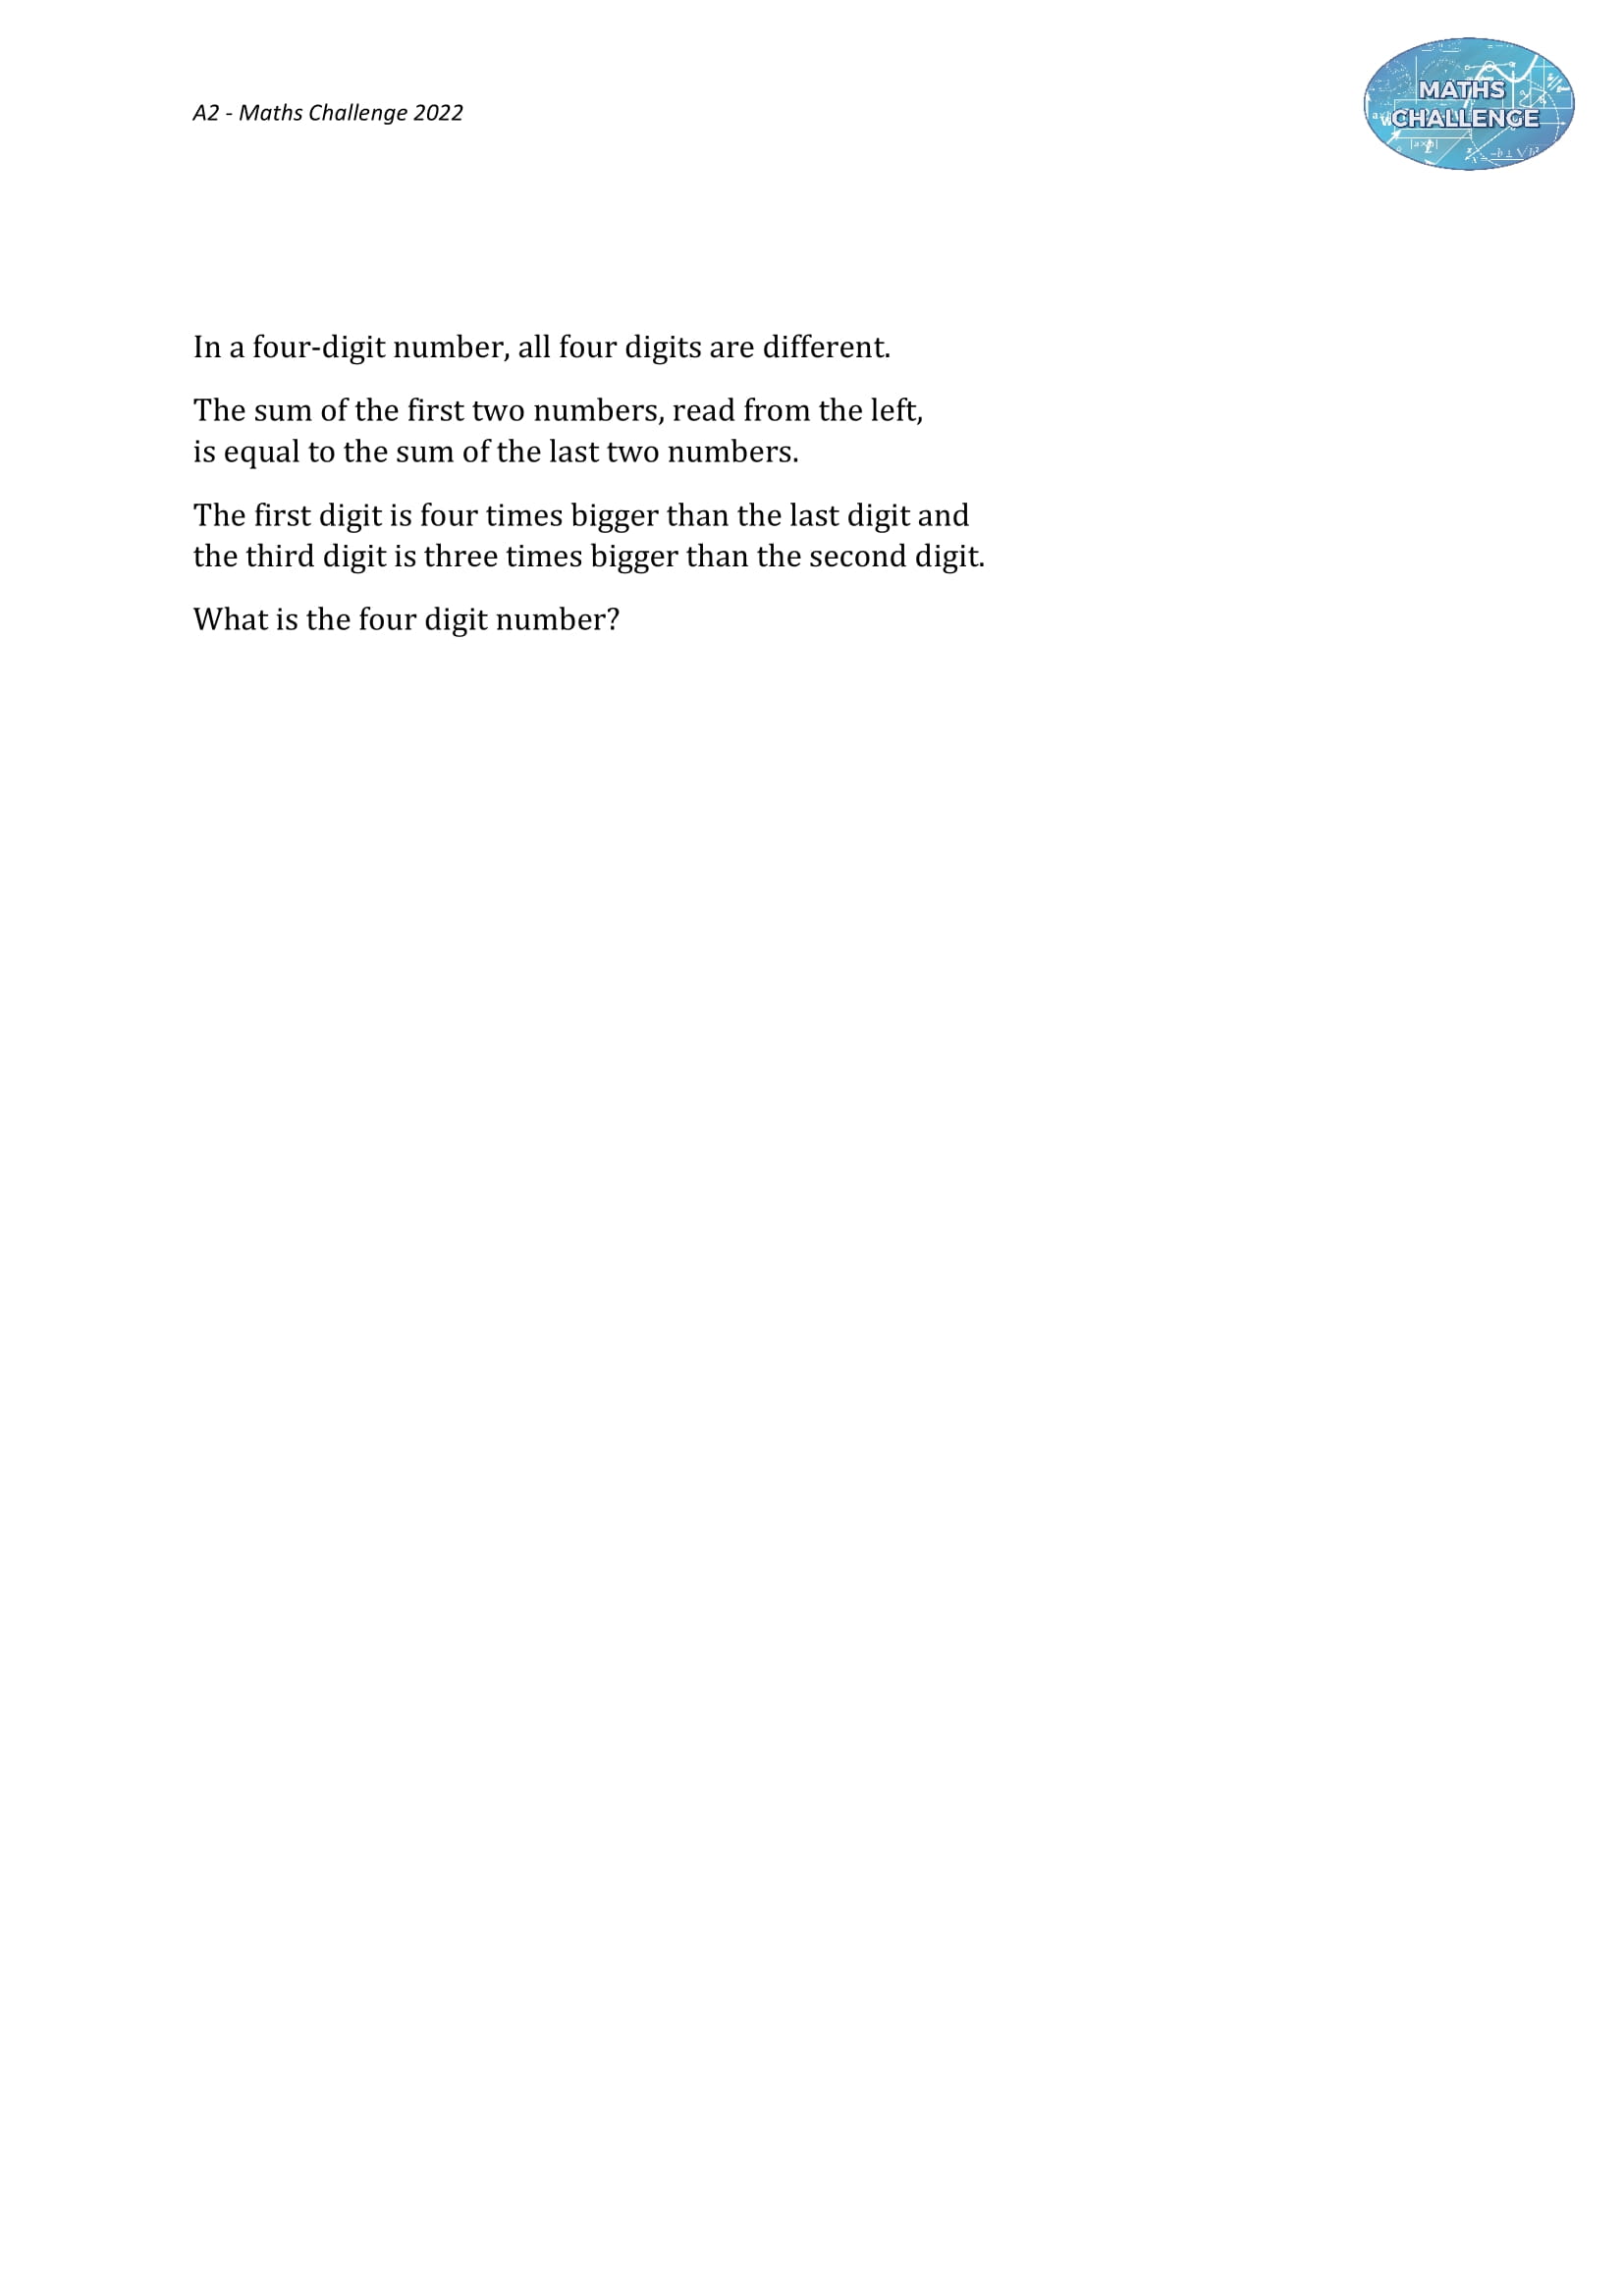 A2 - Maths Challenge 2022
MATHS
CHALLENGE
In a four-digit number, all four digits are different.
The sum of the first two numbers, read from the left,
is equal to the sum of the last two numbers.
The first digit is four times bigger than the last digit and
the third digit is three times bigger than the second digit.
What is the four digit number?